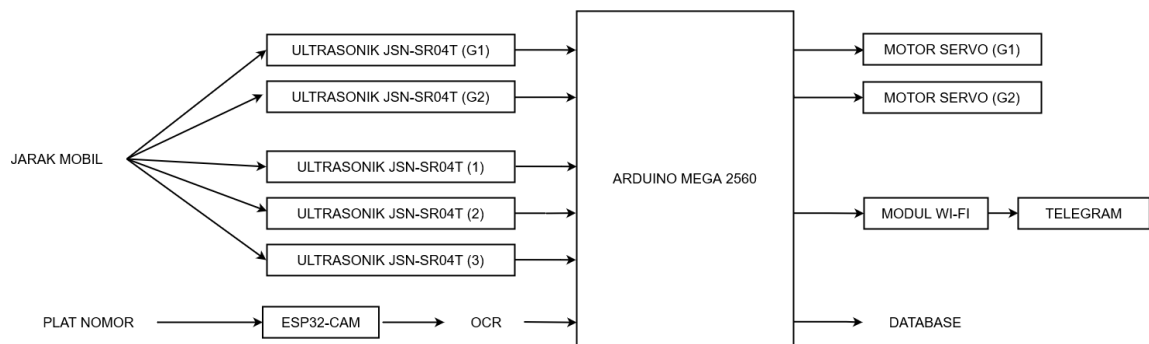 ULTRASONIK JSN-SR04T (G1)
MOTOR SERVO (G1)
ULTRASONIK JSN-SR04T (G2)
MOTOR SERVO (G2)
JARAK MOBIL
ULTRASONIK JSN-SR04T (1)
ARDUINO MEGA 2560
ULTRASONIK JSN-SR04T (2)
MODUL WI-FI
TELEGRAM
ULTRASONIK JSN-SR04T (3)
PLAT NOMOR
ESP32-CAM
OCR
DATABASE